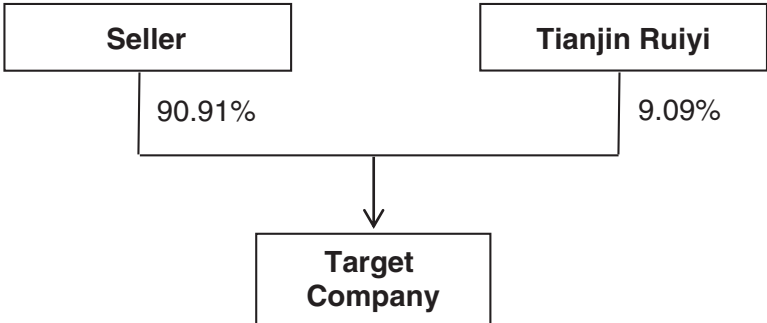 Seller
Tianjin Ruiyi
90.91%
9.09%
Target
Company